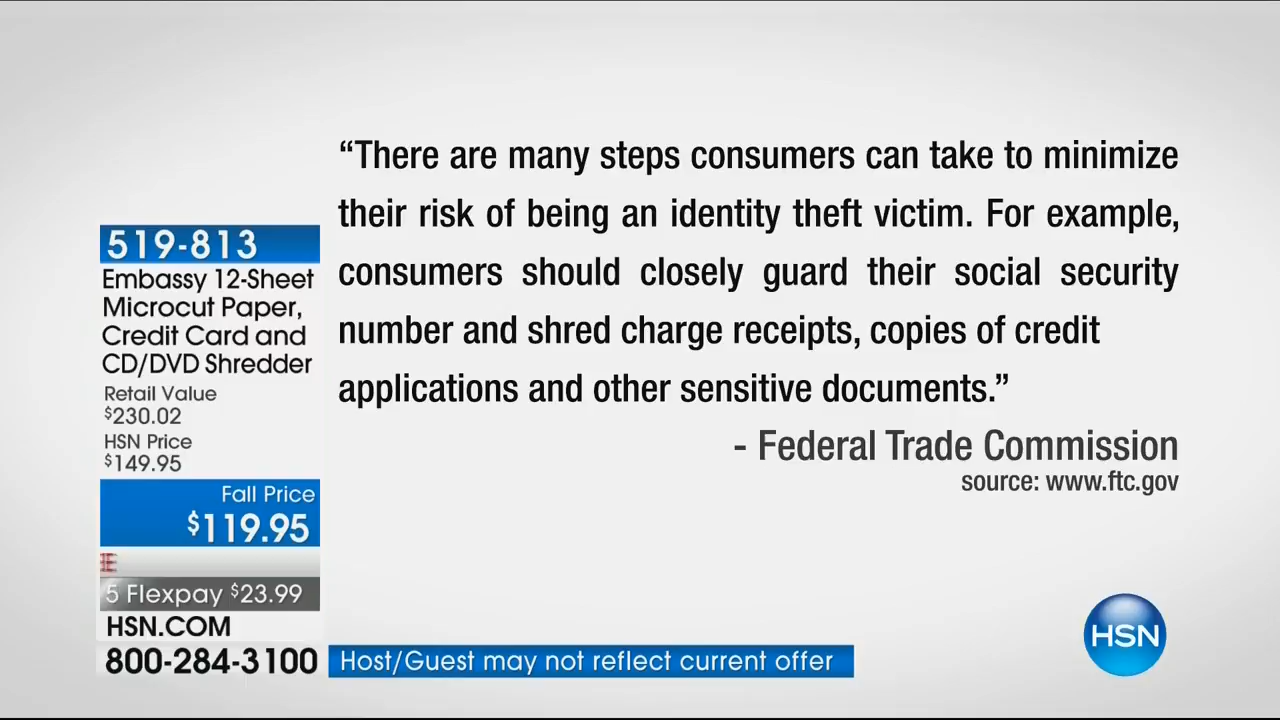 “There are many steps consumers can take to minimize
their risk of being an identity theft victim. For example,
consumers should closely guard their social security
number and shred charge receipts, copies of credit
applications and other sensitive documents.”
- Federal Trade Commission
source: www.ftc.gov
519-813
Embassy 12-Sheet
Microcut Paper,
Credit Card and
CD/DVD Shredder
Retail Value
$230.02
HSN Price
$149.95
Fall Price
$119.95
E
5 Flexpay $23.99
HSN.COM
800-284-3100
Host/Guest may not reflect current offer
HSN